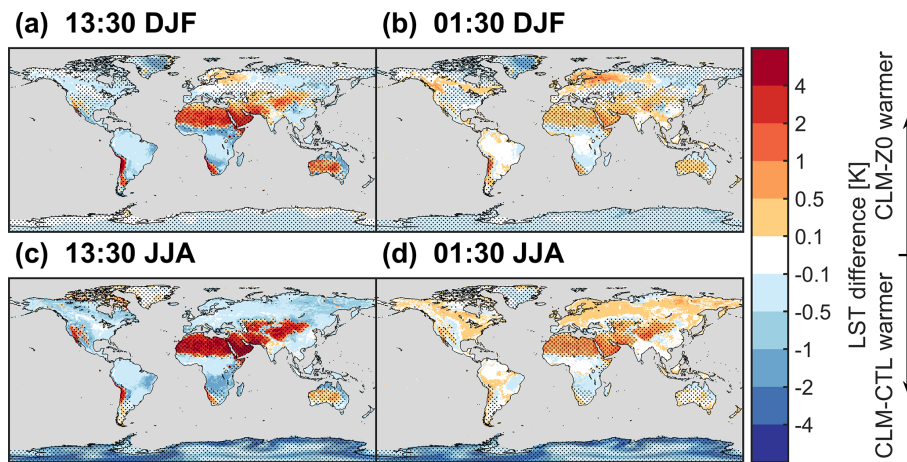 (a) 13:30 DJF
(b) 01:30 DJF
(c) 13:30 JJA
(d) 01:30 JJA
4
2
1
0.5
0.1
-0.1
-0.5
-1
-2
-4
LST difference [K]
CLM-CTL warmer
CLM-Z0 warmer